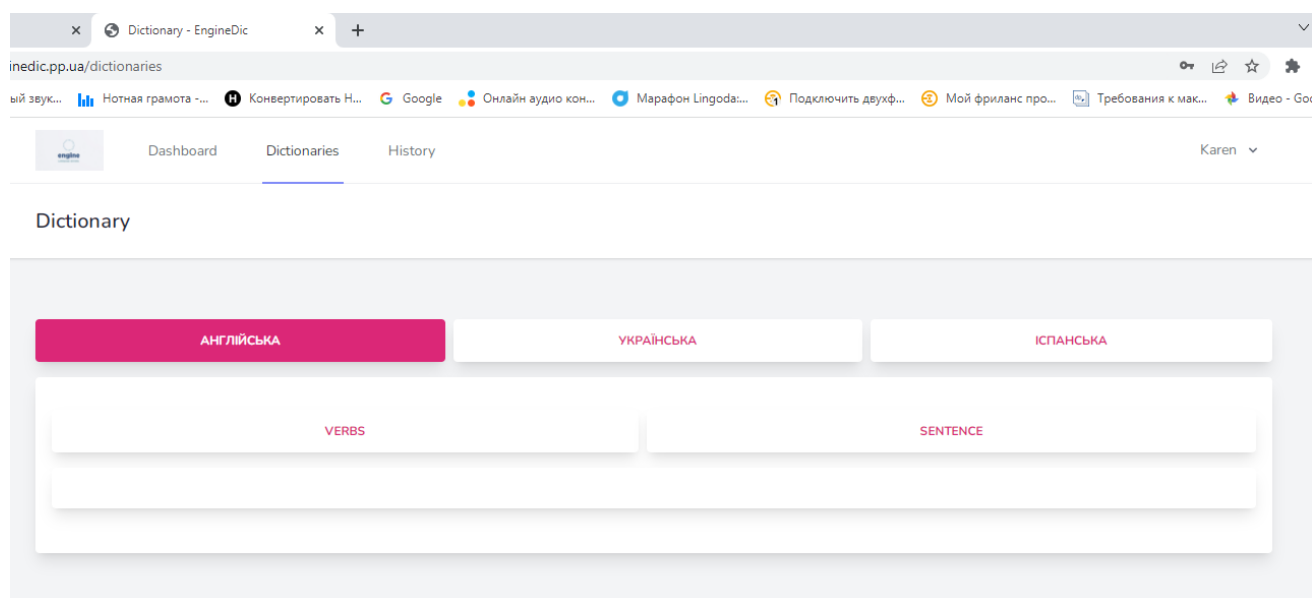 Dictionary - EngineDic
inedic.pp.ua/dictionaries
ый звук... Нотная грамота -... Конвертировать Н... Google Онлайн аудио кон... Марафон Lingoda:... Подключить двухф... Мой фриланс про... Требования к мак... Видео - Goo
engine Dashboard Dictionaries History Karen
Dictionary
АНГЛІЙСЬКА УКРАЇНСЬКА ІСПАНСЬКА
VERBS SENTENCE